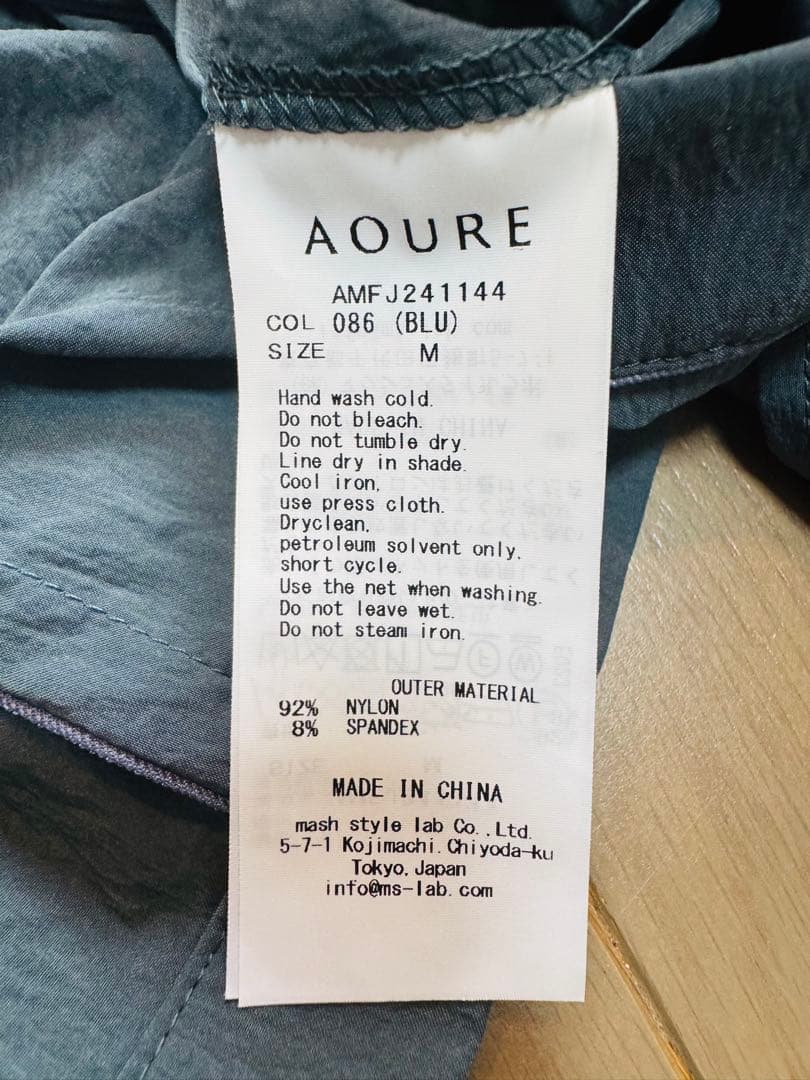 AOURE
AMFJ241144
COL 086 (BLU)
SIZE M
Hand wash cold.
Do not bleach.
Do not tumble dry.
Line dry in shade.
Cool iron,
use press cloth.
Dryclean,
petroleum solvent only,
short cycle.
Use the net when washing.
Do not leave wet.
Do not steam iron.
OUTER MATERIAL
92% NYLON
8% SPANDEX
MADE IN CHINA
mash style lab Co.,Ltd.
5-7-1 Kojimachi.Chiyoda-ku
Tokyo,Japan
info@ms-lab.com